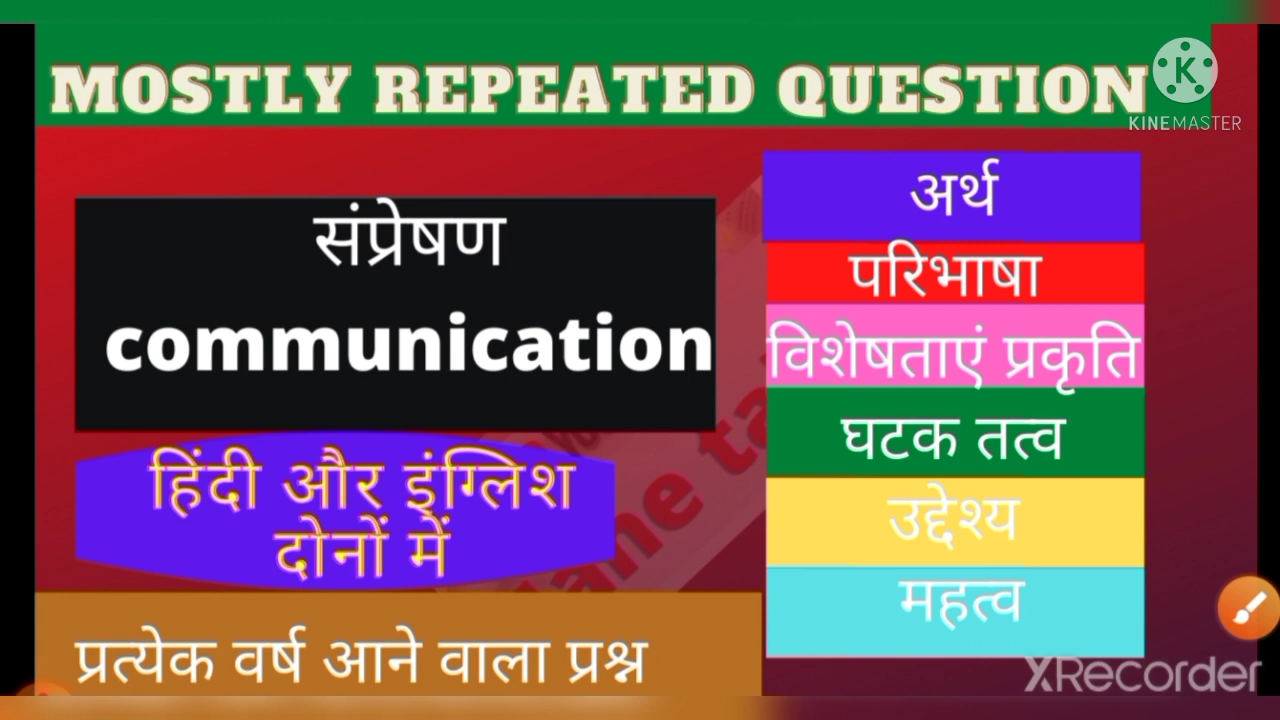 MOSTLY REPEATED QUESTION
K
KINEMASTER
संप्रेषण
communication
हिंदी और इंग्लिश
दोनों में
प्रत्येक वर्ष आने वाला प्रश्न
अर्थ
परिभाषा
विशेषताएं प्रकृति
घटक तत्व
उद्देश्य
महत्व
XRecorder